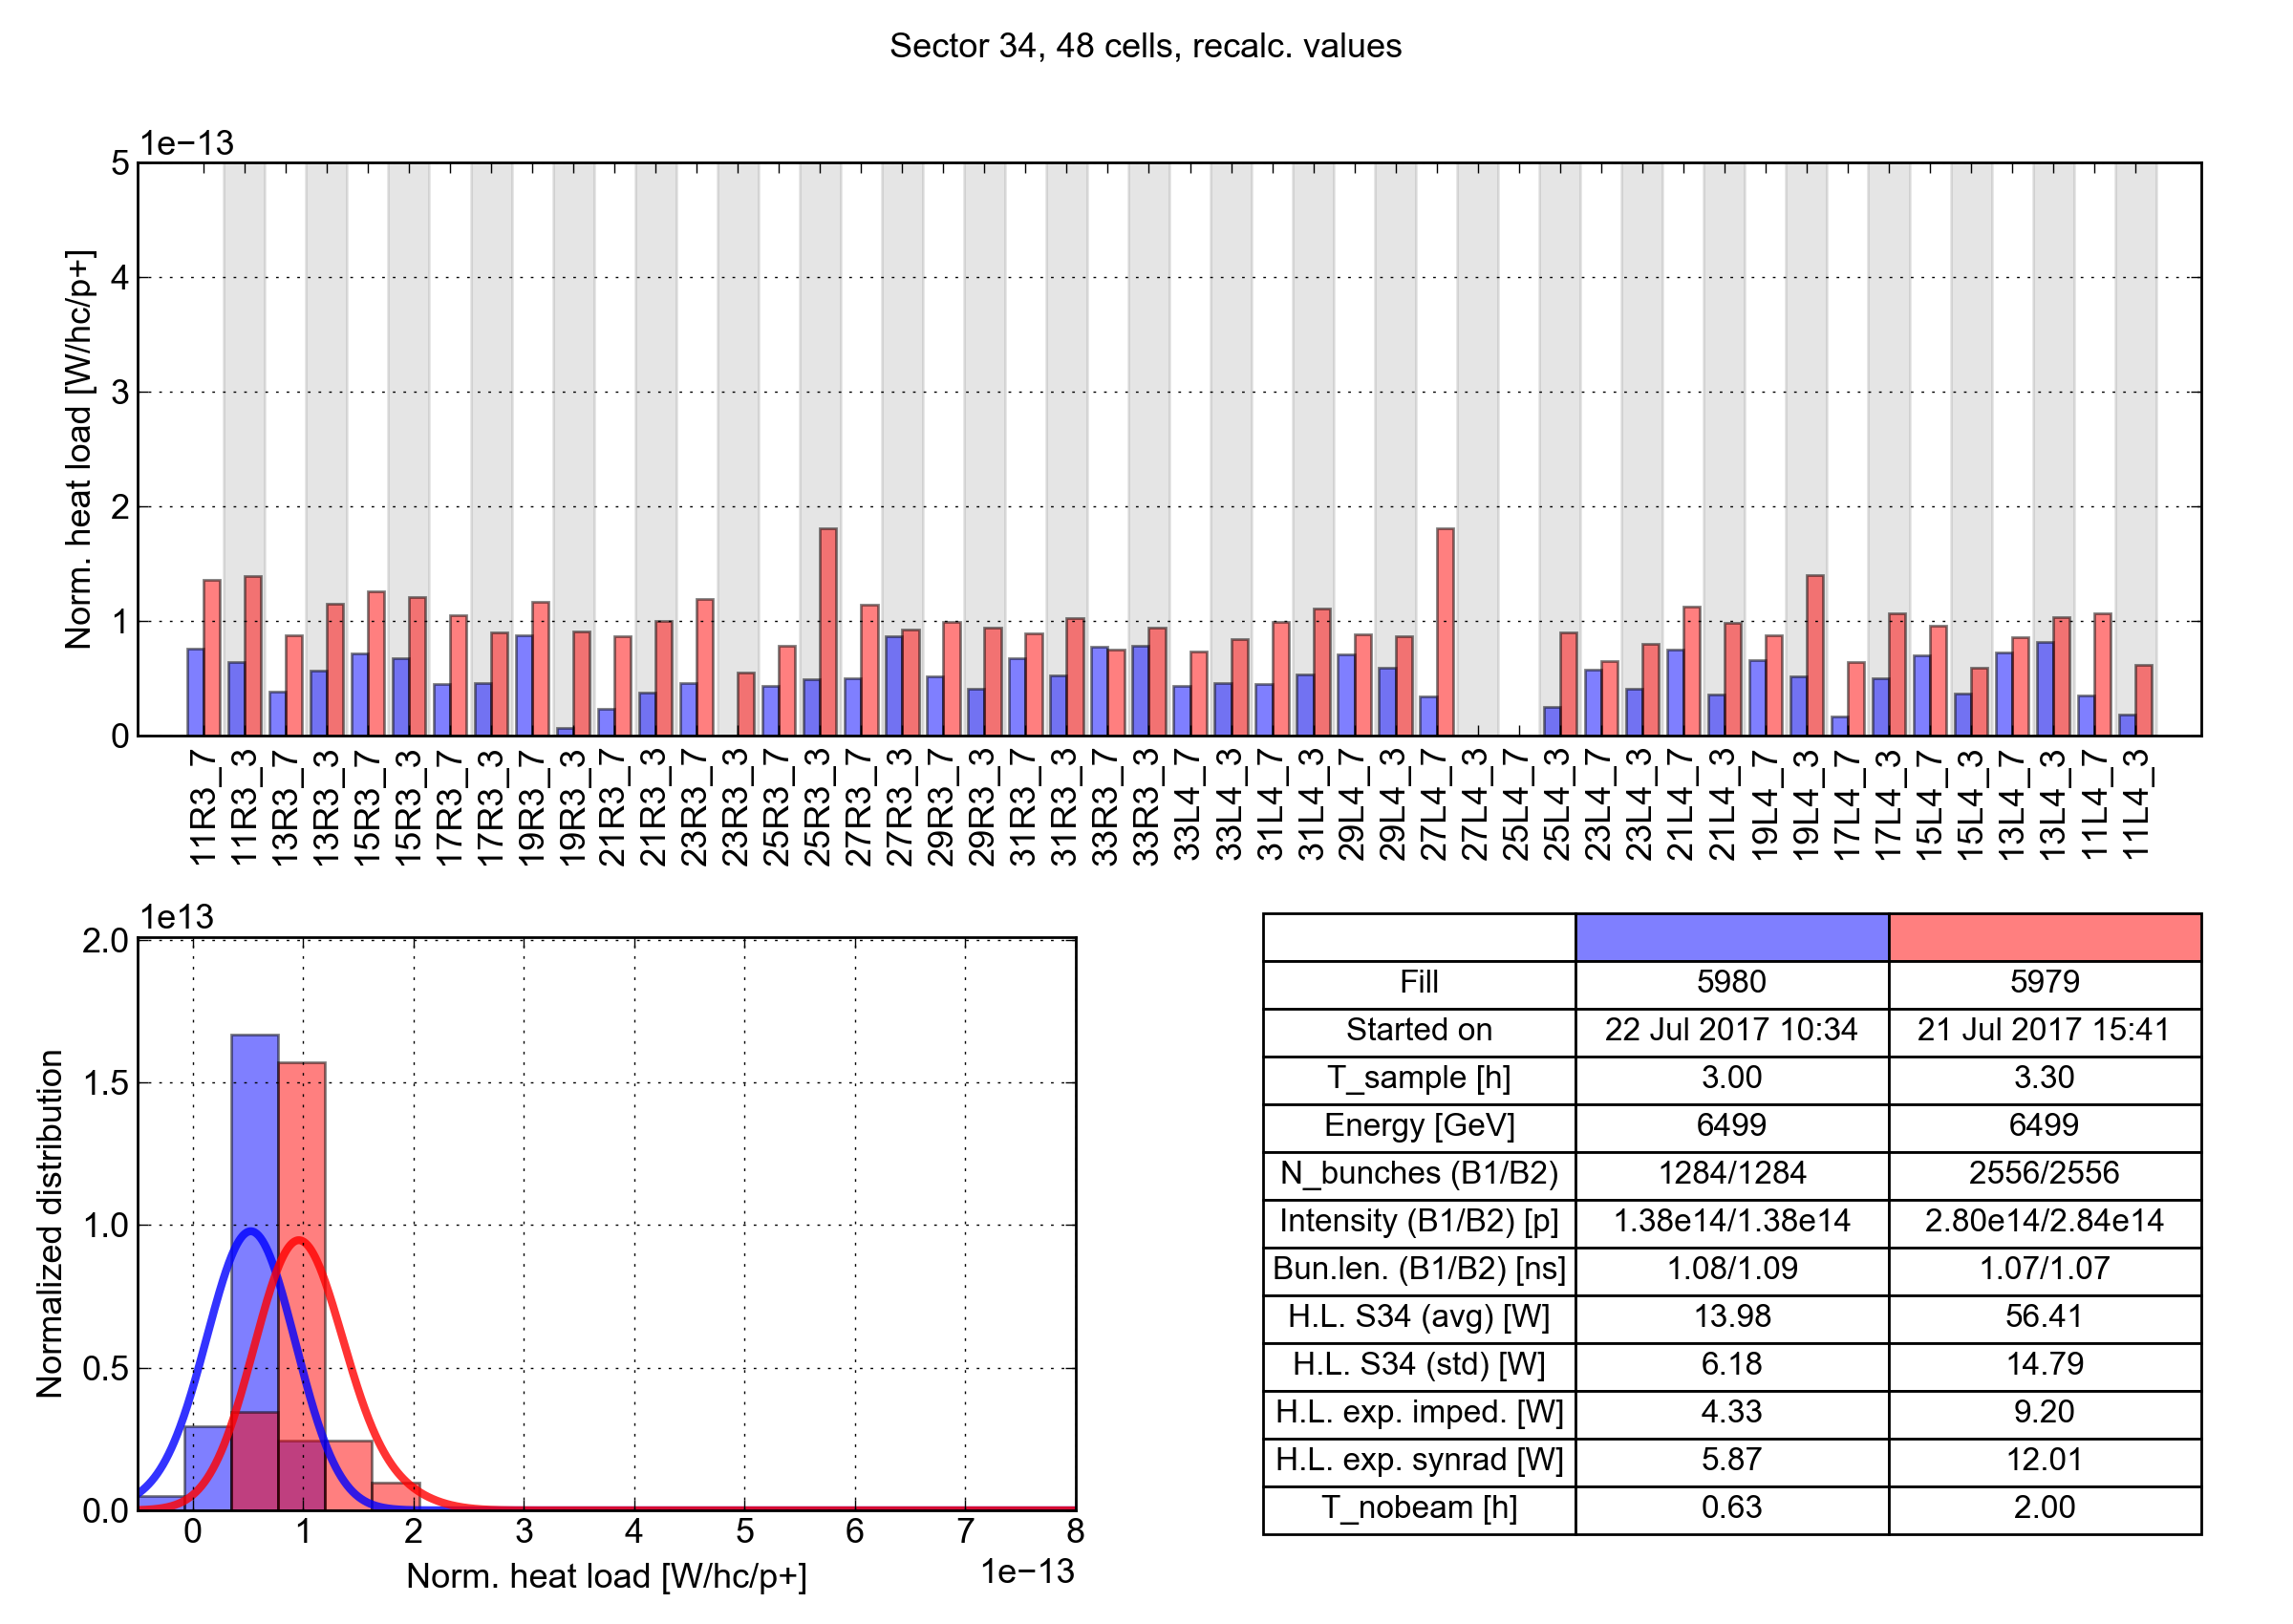 Sector 34, 48 cells, recalc. values
1e−13
5
4
3
2
1
0
Norm. heat load [W/hc/p+]
11R3_7
11R3_3
13R3_7
13R3_3
15R3_7
15R3_3
17R3_7
17R3_3
19R3_7
19R3_3
21R3_7
21R3_3
23R3_7
23R3_3
25R3_7
25R3_3
27R3_7
27R3_3
29R3_7
29R3_3
31R3_7
31R3_3
33R3_7
33R3_3
33L4_7
33L4_3
31L4_7
31L4_3
29L4_7
29L4_3
27L4_7
27L4_3
25L4_7
25L4_3
23L4_7
23L4_3
21L4_7
21L4_3
19L4_7
19L4_3
17L4_7
17L4_3
15L4_7
15L4_3
13L4_7
13L4_3
11L4_7
11L4_3
1e13
2.0
1.5
1.0
0.5
0.0
Normalized distribution
0 1 2 3 4 5 6 7 8
1e−13
Norm. heat load [W/hc/p+]
Fill 5980 5979
Started on 22 Jul 2017 10:34 21 Jul 2017 15:41
T_sample [h] 3.00 3.30
Energy [GeV] 6499 6499
N_bunches (B1/B2) 1284/1284 2556/2556
Intensity (B1/B2) [p] 1.38e14/1.38e14 2.80e14/2.84e14
Bun.len. (B1/B2) [ns] 1.08/1.09 1.07/1.07
H.L. S34 (avg) [W] 13.98 56.41
H.L. S34 (std) [W] 6.18 14.79
H.L. exp. imped. [W] 4.33 9.20
H.L. exp. synrad [W] 5.87 12.01
T_nobeam [h] 0.63 2.00